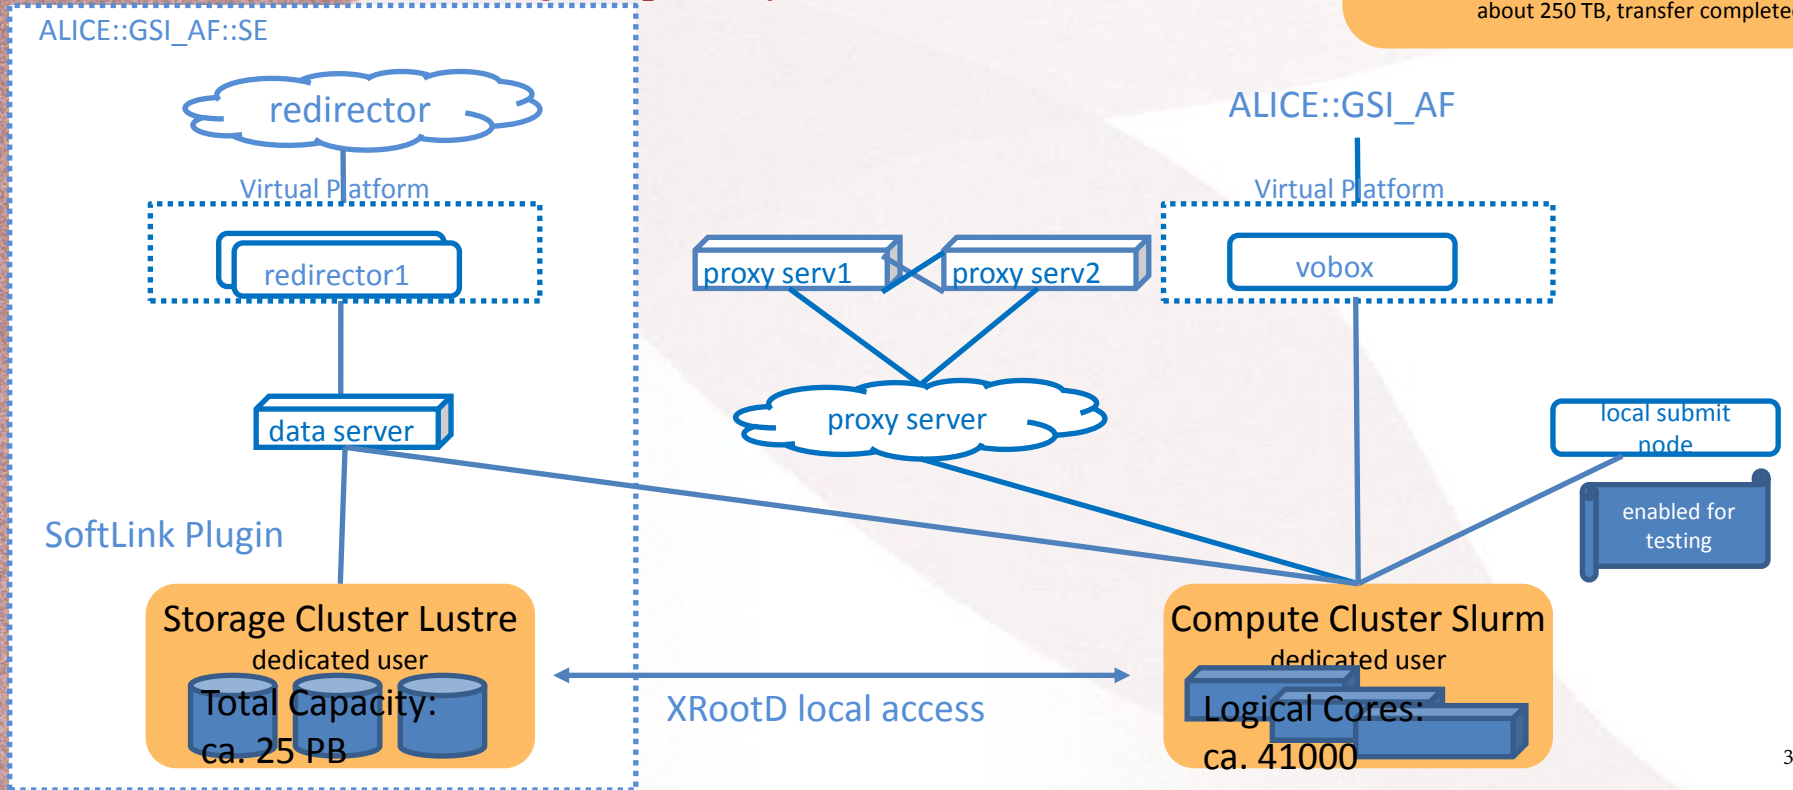 about 250 TB, transfer completed
ALICE::GSI_AF::SE
redirector
ALICE::GSI_AF
Virtual Platform
Virtual Platform
redirector1
proxy serv1
proxy serv2
vobox
data server
proxy server
local submit
node
enabled for
testing
SoftLink Plugin
Storage Cluster Lustre
dedicated user
Total Capacity:
ca. 25 PB
XRootD local access
Compute Cluster Slurm
dedicated user
Logical Cores:
ca. 41000
3